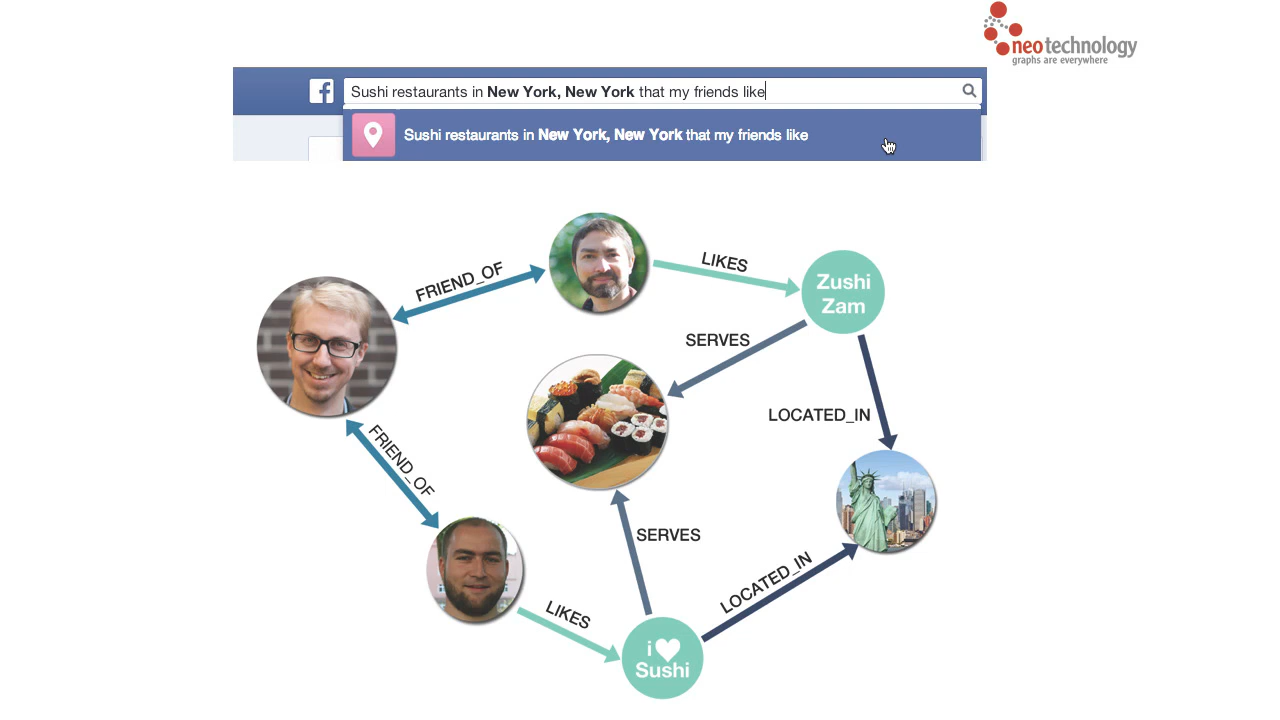 neotechnology
graphs are everywhere
Sushi restaurants in New York, New York that my friends like
Sushi restaurants in New York, New York that my friends like
FRIEND_OF
LIKES
Zushi
Zam
SERVES
LOCATED_IN
FRIEND_OF
SERVES
LOCATED_IN
LIKES
i
Sushi